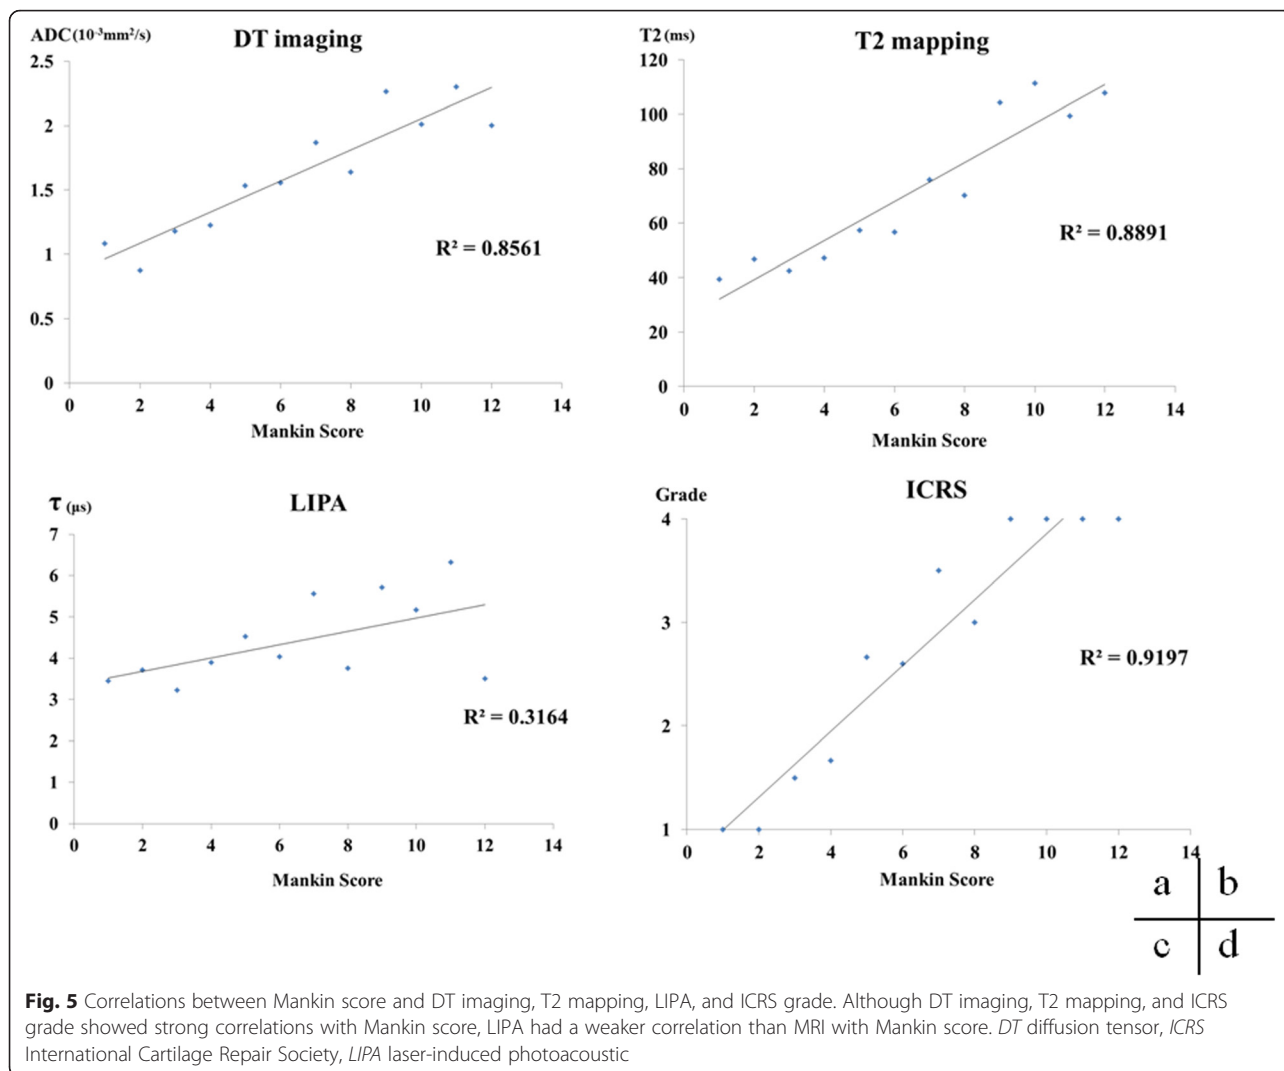 ADC(10⁻³mm²/s)
DT imaging
2.5
2
1.5
1
0.5
0
R² = 0.8561
0 2 4 6 8 10 12 14
Mankin Score
T2 (ms)
T2 mapping
120
100
80
60
40
20
0
R² = 0.8891
0 2 4 6 8 10 12 14
Mankin Score
τ (μs)
LIPA
7
6
5
4
3
2
1
0
R² = 0.3164
0 2 4 6 8 10 12 14
Mankin Score
Grade
ICRS
4
3
2
1
R² = 0.9197
0 2 4 6 8 10 12 14
Mankin Score
a b
c d
Fig. 5 Correlations between Mankin score and DT imaging, T2 mapping, LIPA, and ICRS grade. Although DT imaging, T2 mapping, and ICRS
grade showed strong correlations with Mankin score, LIPA had a weaker correlation than MRI with Mankin score. DT diffusion tensor, ICRS
International Cartilage Repair Society, LIPA laser-induced photoacoustic